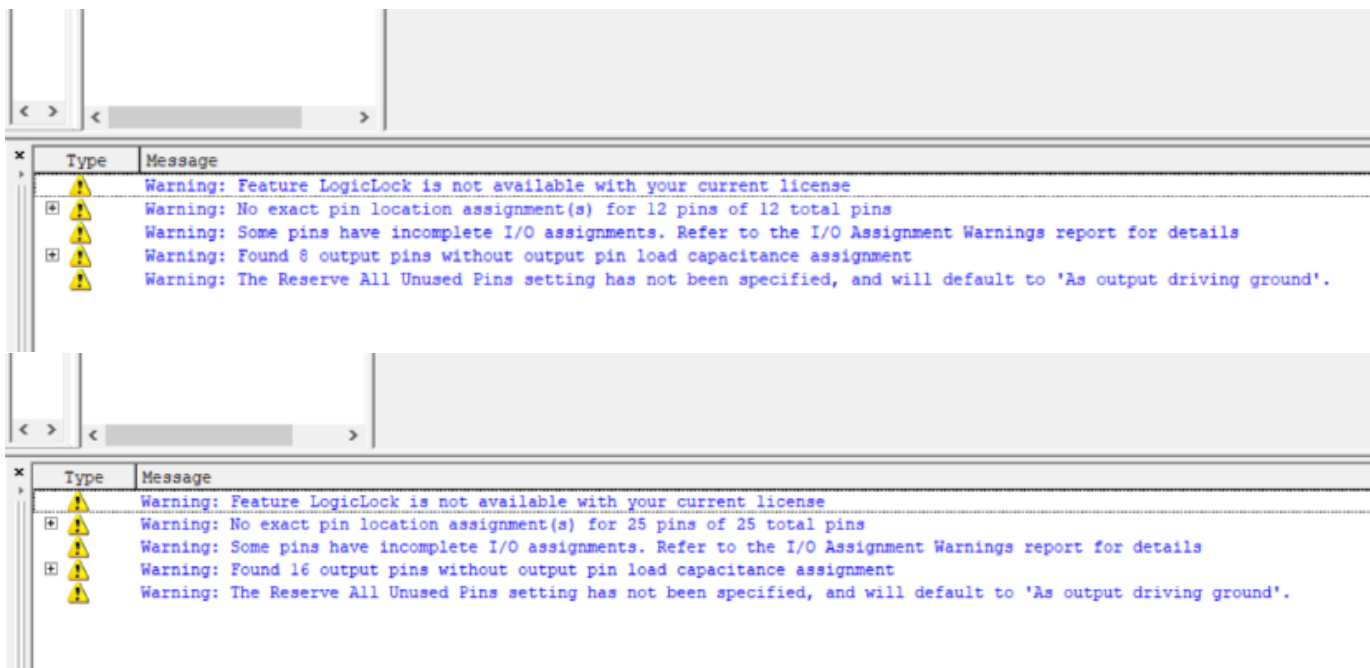 Type Message
Warning: Feature LogicLock is not available with your current license
Warning: No exact pin location assignment(s) for 12 pins of 12 total pins
Warning: Some pins have incomplete I/O assignments. Refer to the I/O Assignment Warnings report for details
Warning: Found 8 output pins without output pin load capacitance assignment
Warning: The Reserve All Unused Pins setting has not been specified, and will default to 'As output driving ground'.
Type Message
Warning: Feature LogicLock is not available with your current license
Warning: No exact pin location assignment(s) for 25 pins of 25 total pins
Warning: Some pins have incomplete I/O assignments. Refer to the I/O Assignment Warnings report for details
Warning: Found 16 output pins without output pin load capacitance assignment
Warning: The Reserve All Unused Pins setting has not been specified, and will default to 'As output driving ground'.